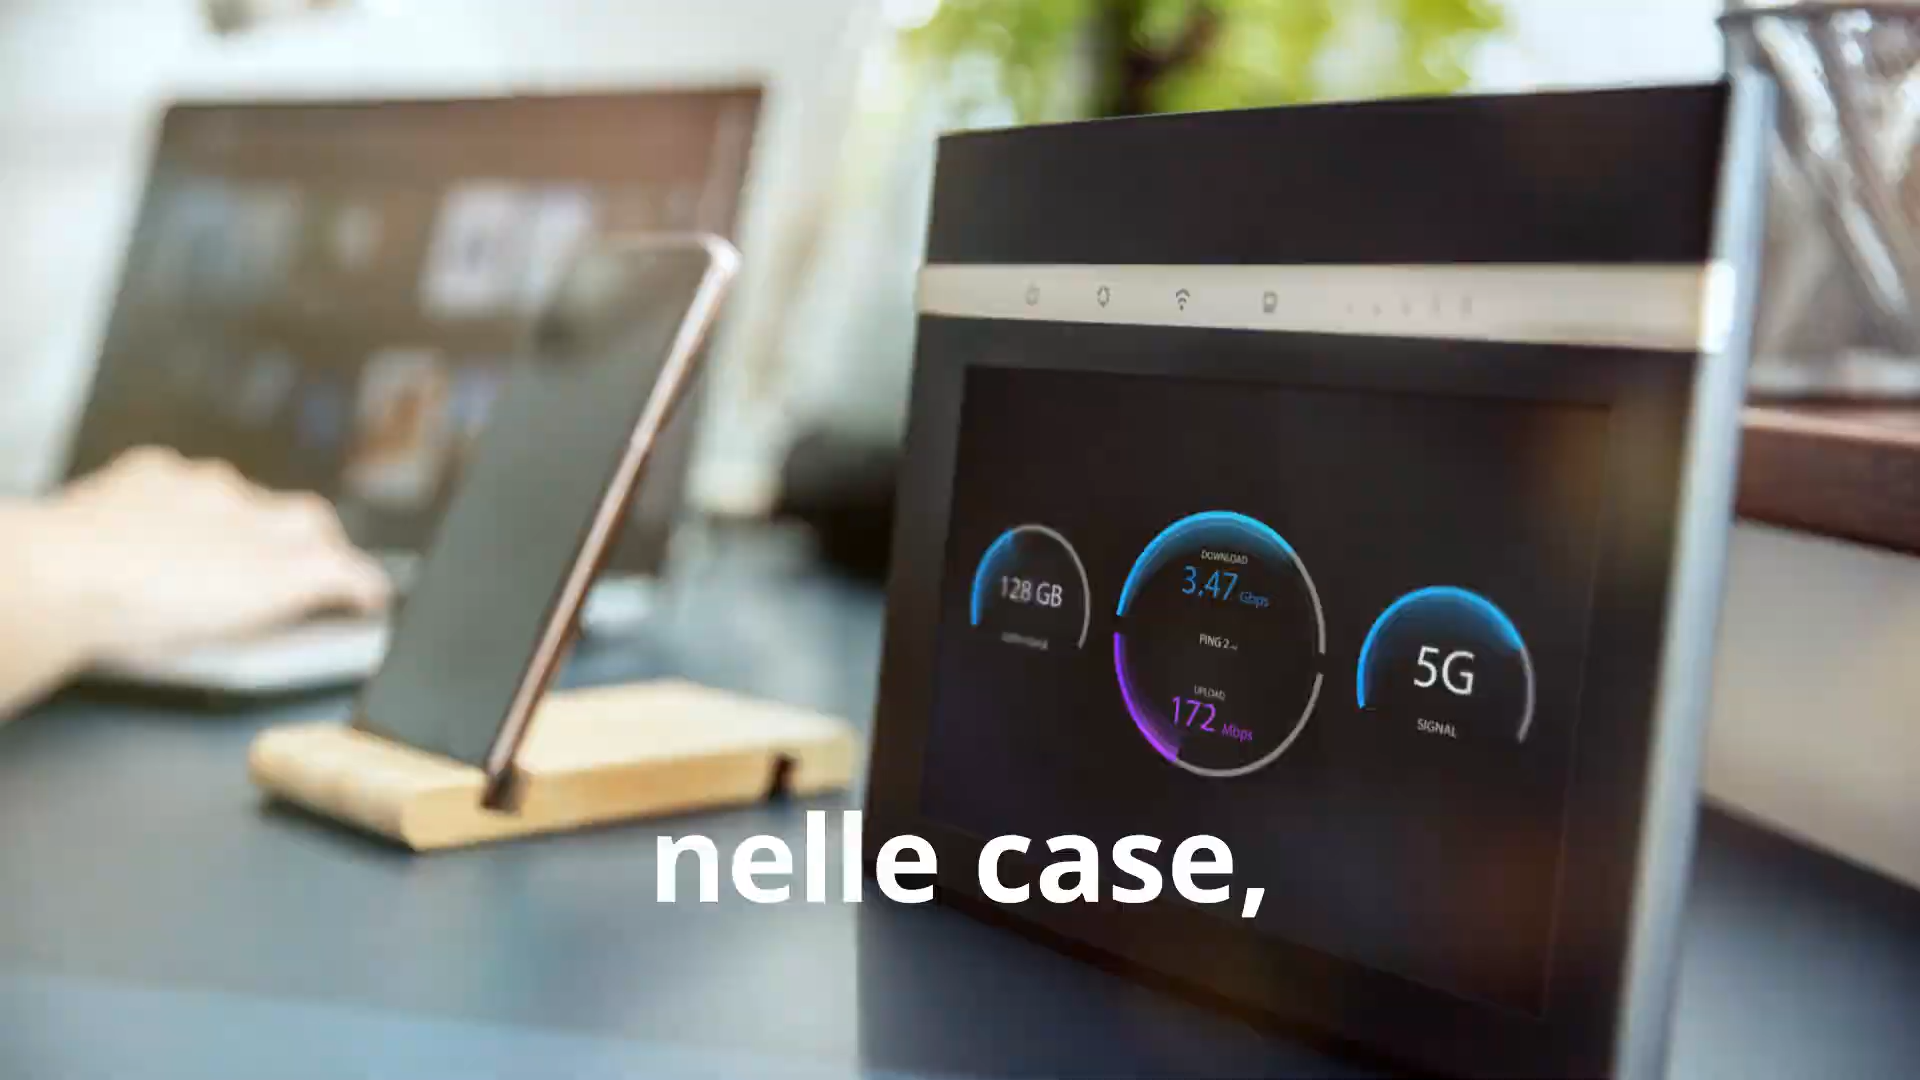 128 GB
DOWNLOAD
3.47 Gbps
PING 2
UPLOAD
172 Mbps
5G
SIGNAL
nelle case,